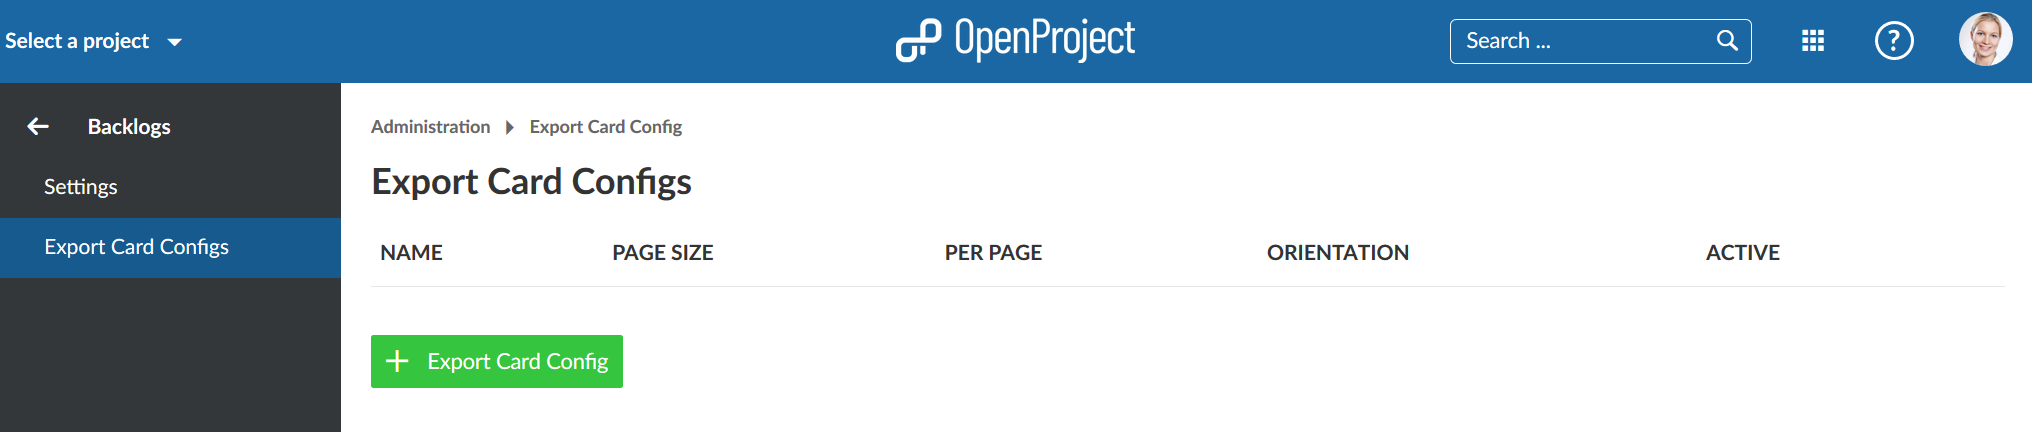 Select a project
OpenProject
Search ...
?
Backlogs
Settings
Export Card Configs
Administration Export Card Config
Export Card Configs
NAME PAGE SIZE PER PAGE ORIENTATION ACTIVE
+ Export Card Config